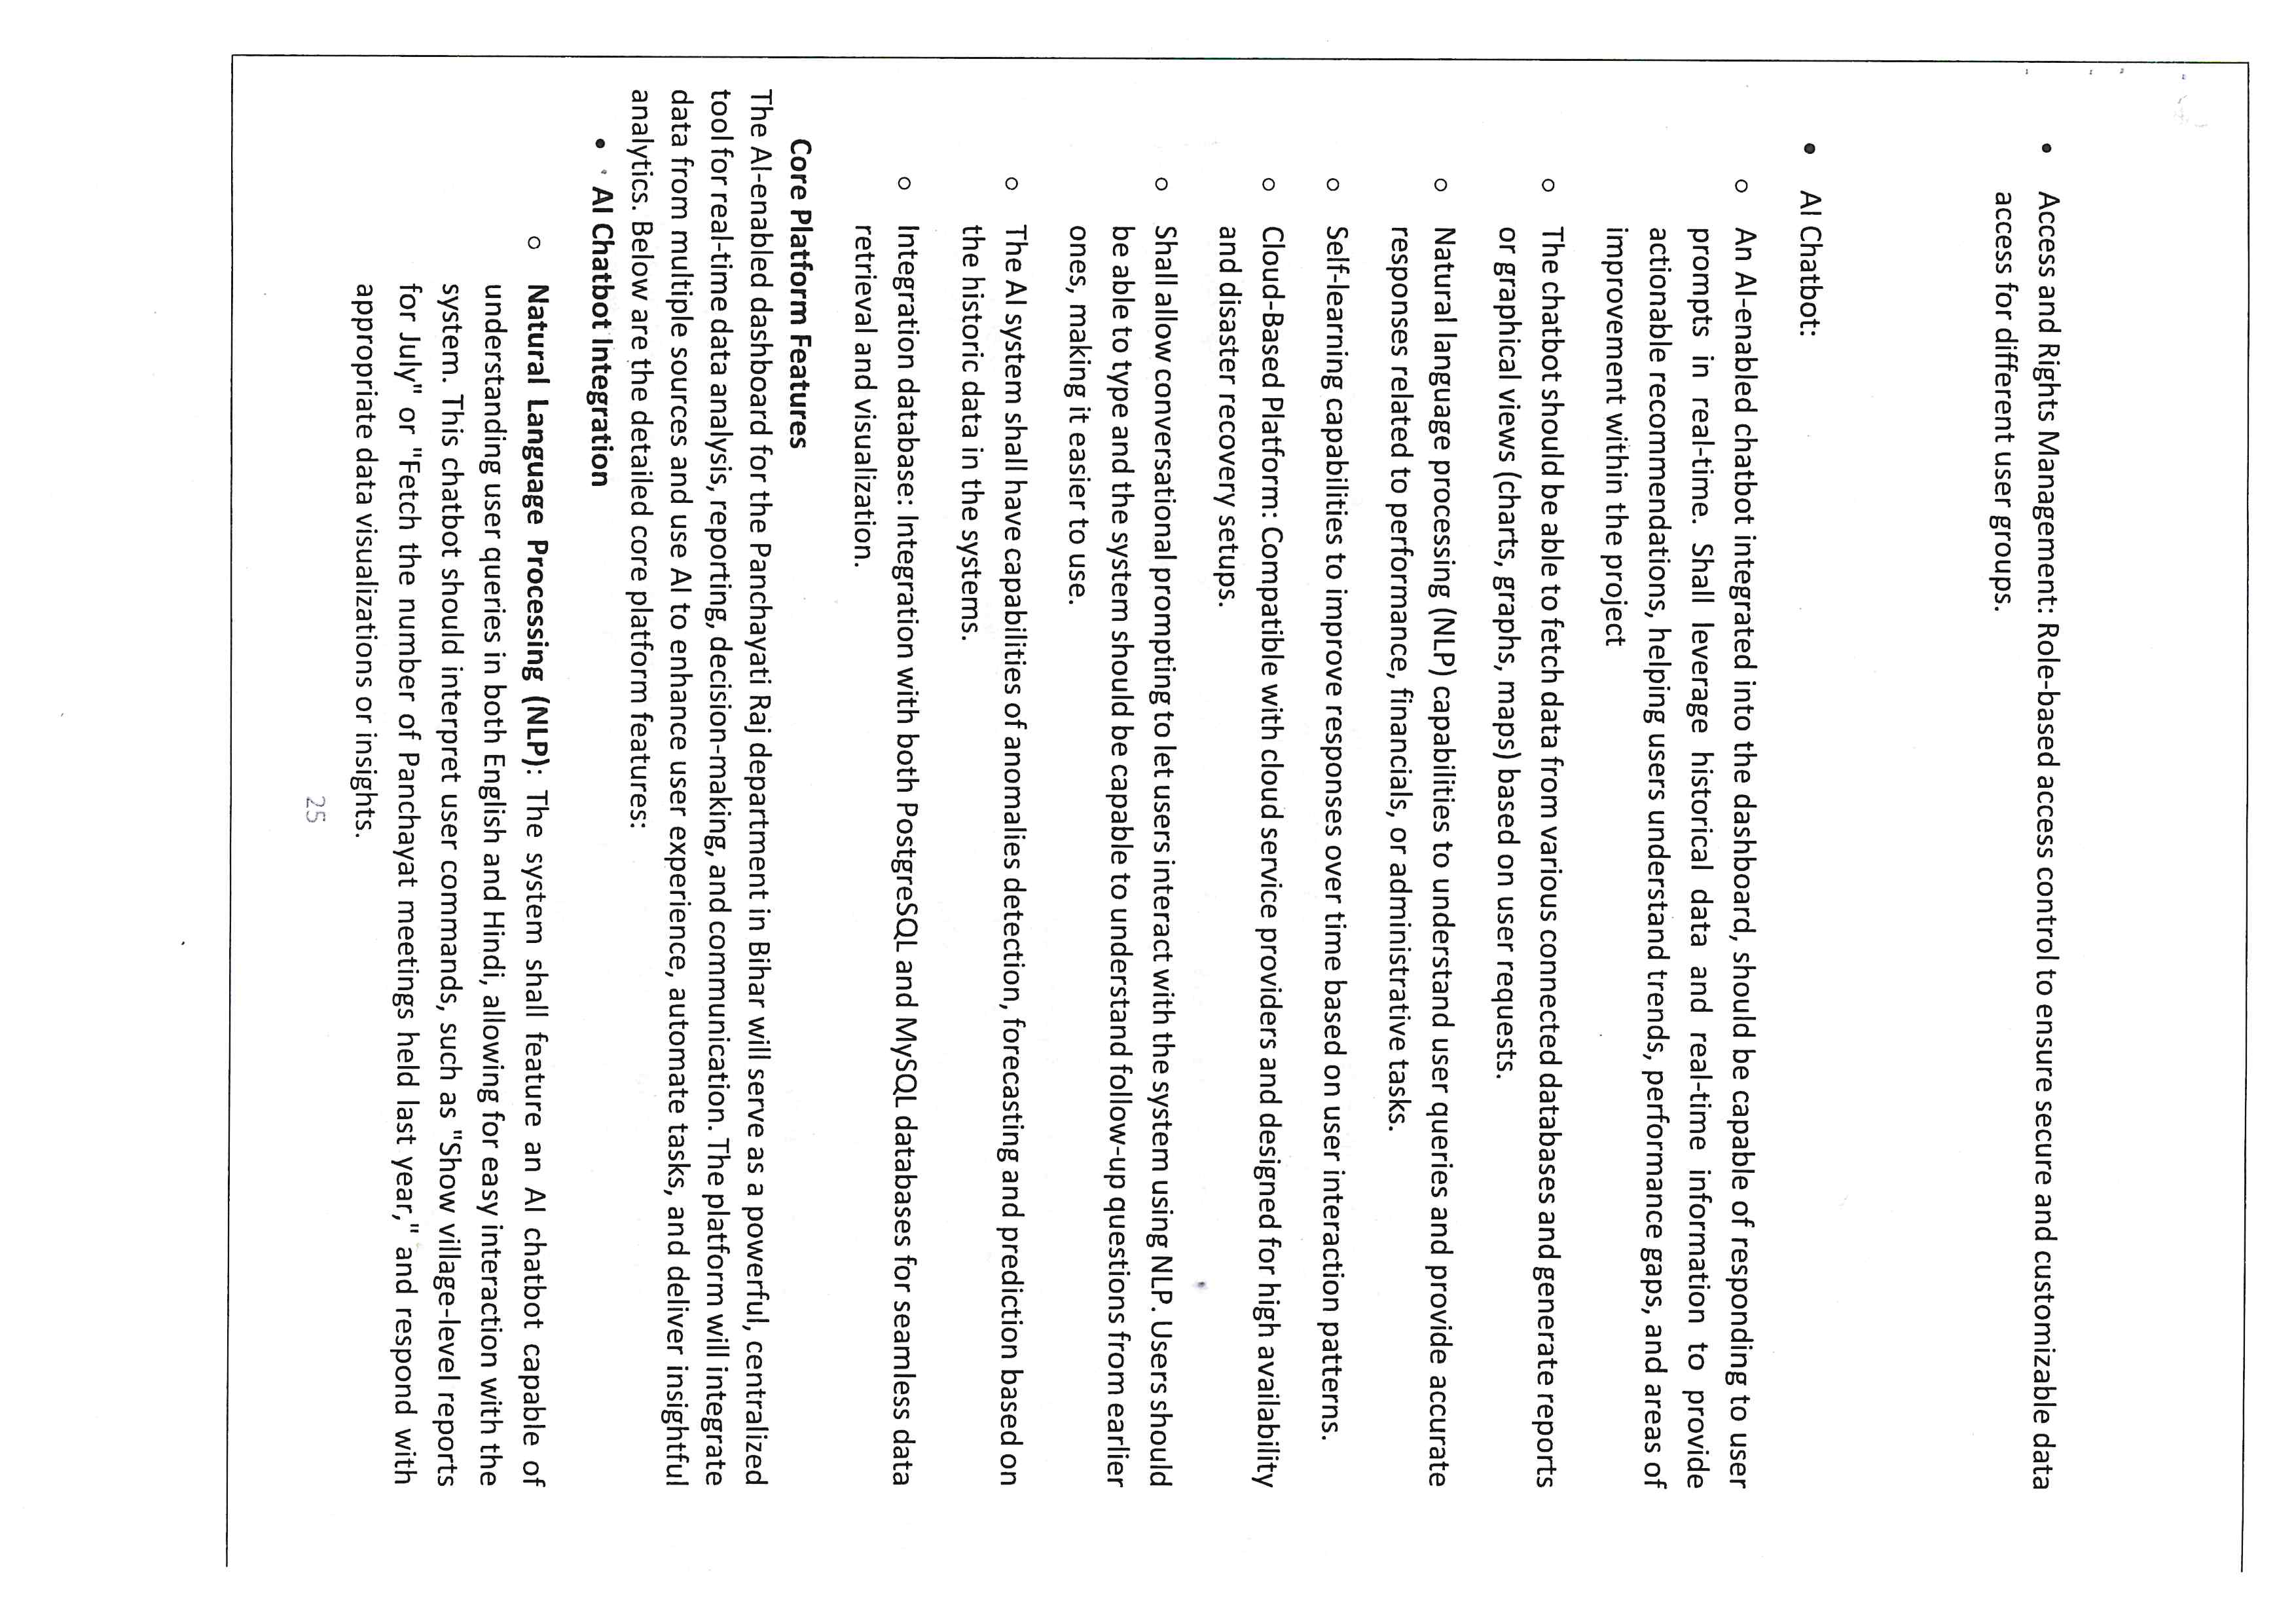 • Access and Rights Management: Role-based access control to ensure secure and customizable data
access for different user groups.
• AI Chatbot:
○ An AI-enabled chatbot integrated into the dashboard, should be capable of responding to user
prompts in real-time. Shall leverage historical data and real-time information to provide
actionable recommendations, helping users understand trends, performance gaps, and areas of
improvement within the project
○ The chatbot should be able to fetch data from various connected databases and generate reports
or graphical views (charts, graphs, maps) based on user requests.
○ Natural language processing (NLP) capabilities to understand user queries and provide accurate
responses related to performance, financials, or administrative tasks.
○ Self-learning capabilities to improve responses over time based on user interaction patterns.
○ Cloud-Based Platform: Compatible with cloud service providers and designed for high availability
and disaster recovery setups.
○ Shall allow conversational prompting to let users interact with the system using NLP. Users should
be able to type and the system should be capable to understand follow-up questions from earlier
ones, making it easier to use.
○ The AI system shall have capabilities of anomalies detection, forecasting and prediction based on
the historic data in the systems.
○ Integration database: Integration with both PostgreSQL and MySQL databases for seamless data
retrieval and visualization.
Core Platform Features
The AI-enabled dashboard for the Panchayati Raj department in Bihar will serve as a powerful, centralized
tool for real-time data analysis, reporting, decision-making, and communication. The platform will integrate
data from multiple sources and use AI to enhance user experience, automate tasks, and deliver insightful
analytics. Below are the detailed core platform features:
• AI Chatbot Integration
○ Natural Language Processing (NLP): The system shall feature an AI chatbot capable of
understanding user queries in both English and Hindi, allowing for easy interaction with the
system. This chatbot should interpret user commands, such as "Show village-level reports
for July" or "Fetch the number of Panchayat meetings held last year," and respond with
appropriate data visualizations or insights.
25